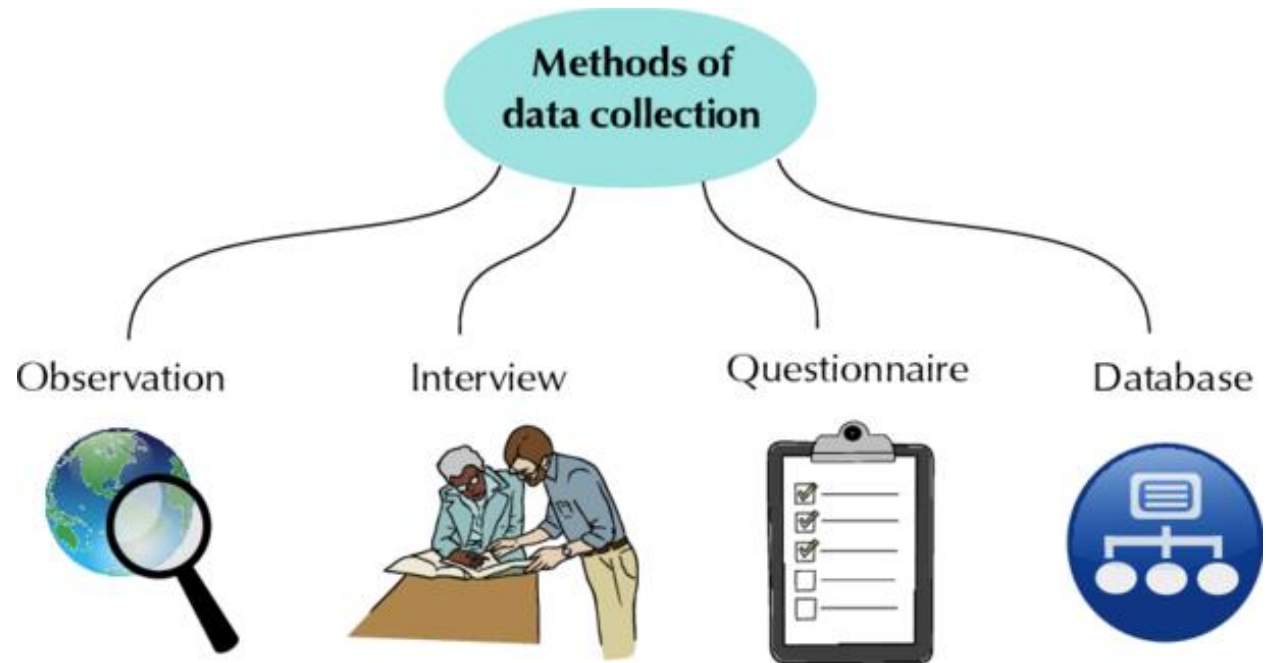 Methods of
data collection
Observation
Interview
Questionnaire
Database